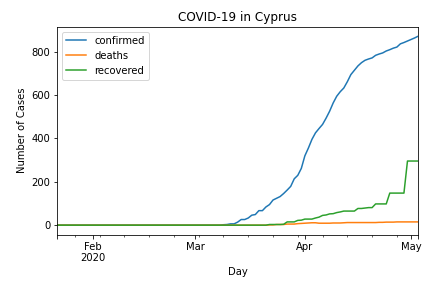 COVID-19 in Cyprus
confirmed
deaths
recovered
Number of Cases
800
600
400
200
0
Feb
2020
Mar
Apr
May
Day